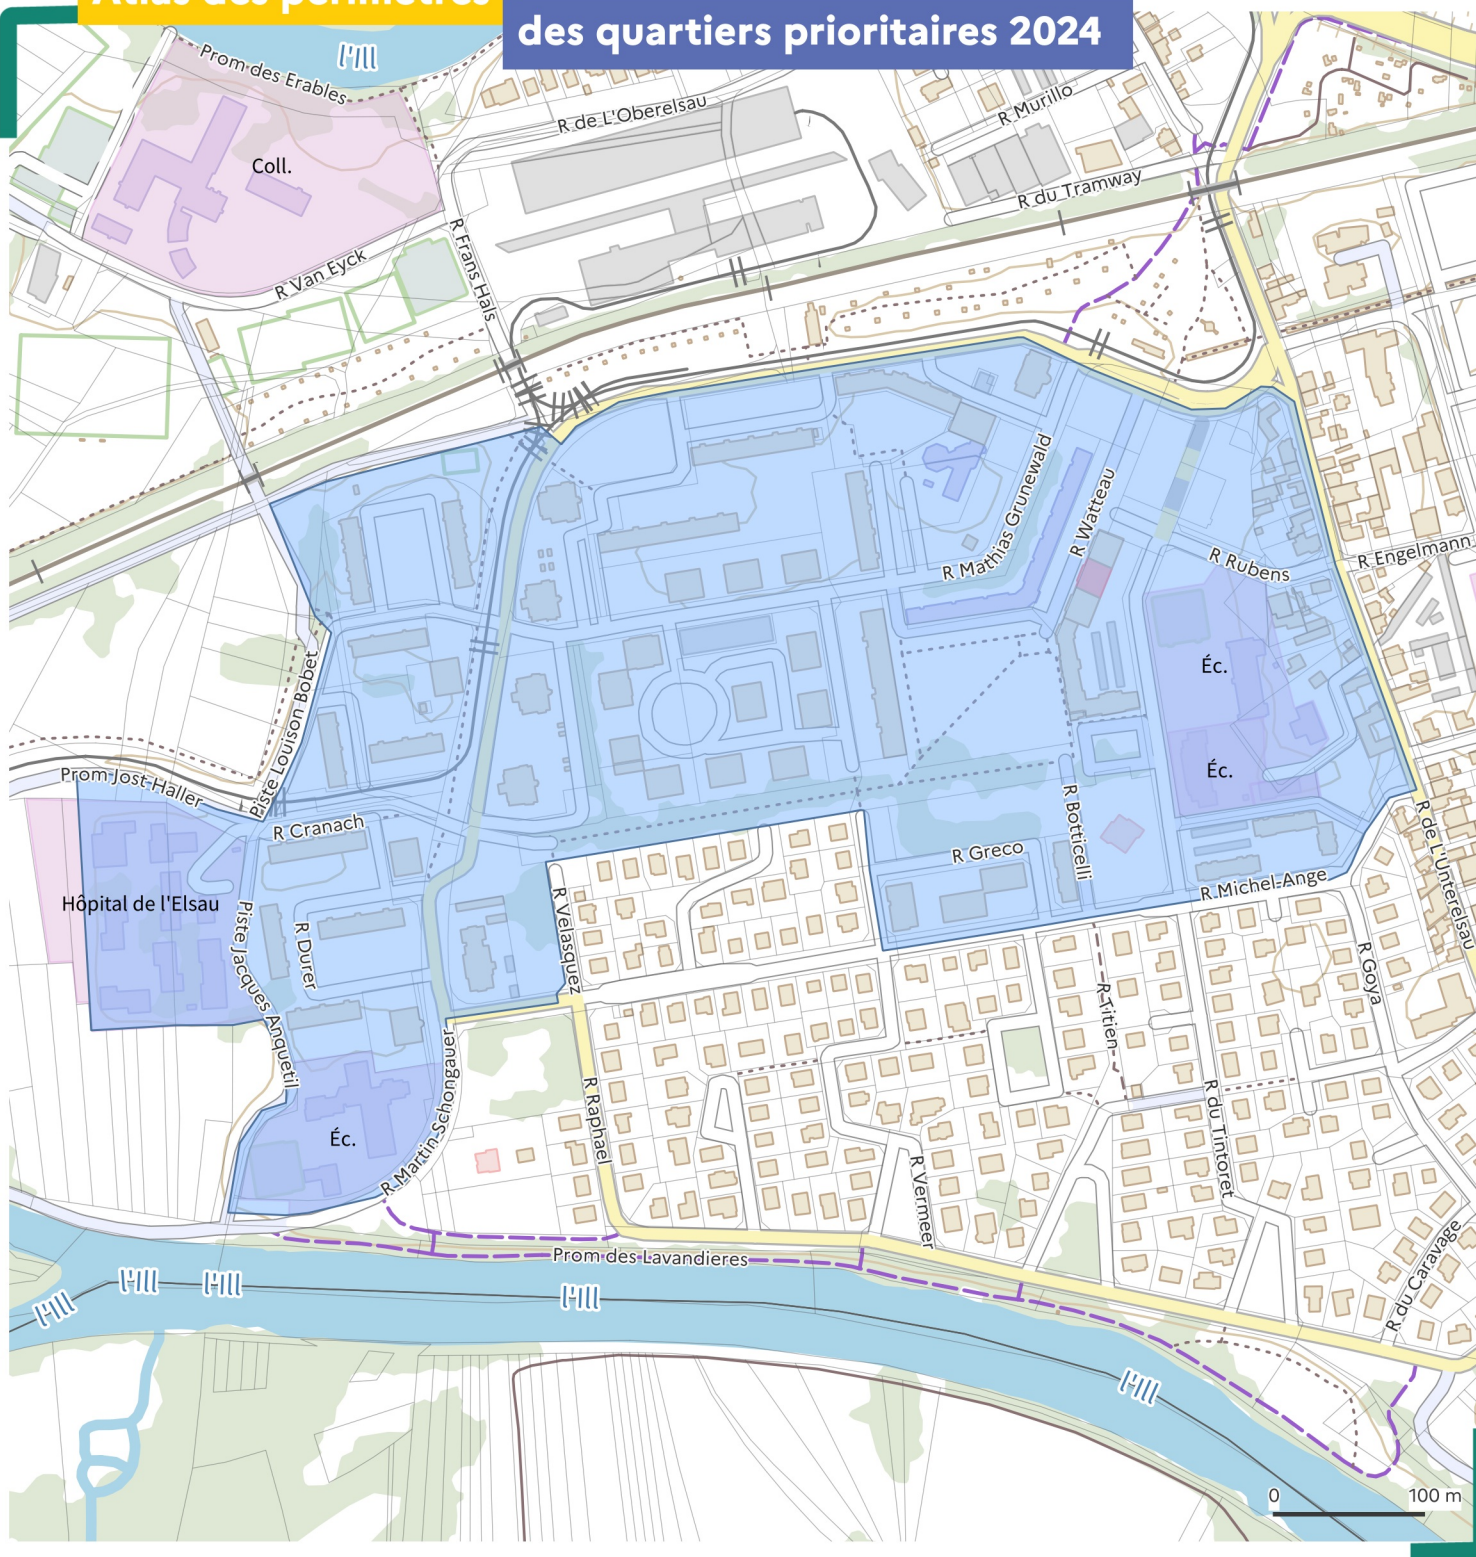 Atlas des périmètres
des quartiers prioritaires 2024
l'Ill
Prom des Erables
Coll.
R de L'Oberelsau
R Murillo
R du Tramway
R Frans Hals
R Van Eyck
R Mathias Grunewald
R Watteau
R Rubens
R Engelmann
Éc.
Éc.
Piste Louison Bobet
Prom Jost Haller
R Cranach
R Botticelli
R Greco
R Michel-Ange
R de L'Unterelsau
Hôpital de l'Elsau
Piste Jacques Anquetil
R Durer
R Velasquez
R Goya
R Titien
R Martin Schongauer
R Raphael
R du Tintoret
Éc.
R Vermeer
R du Caravage
Prom des Lavandieres
l'Ill
l'Ill
l'Ill
l'Ill
l'Ill
0 100 m